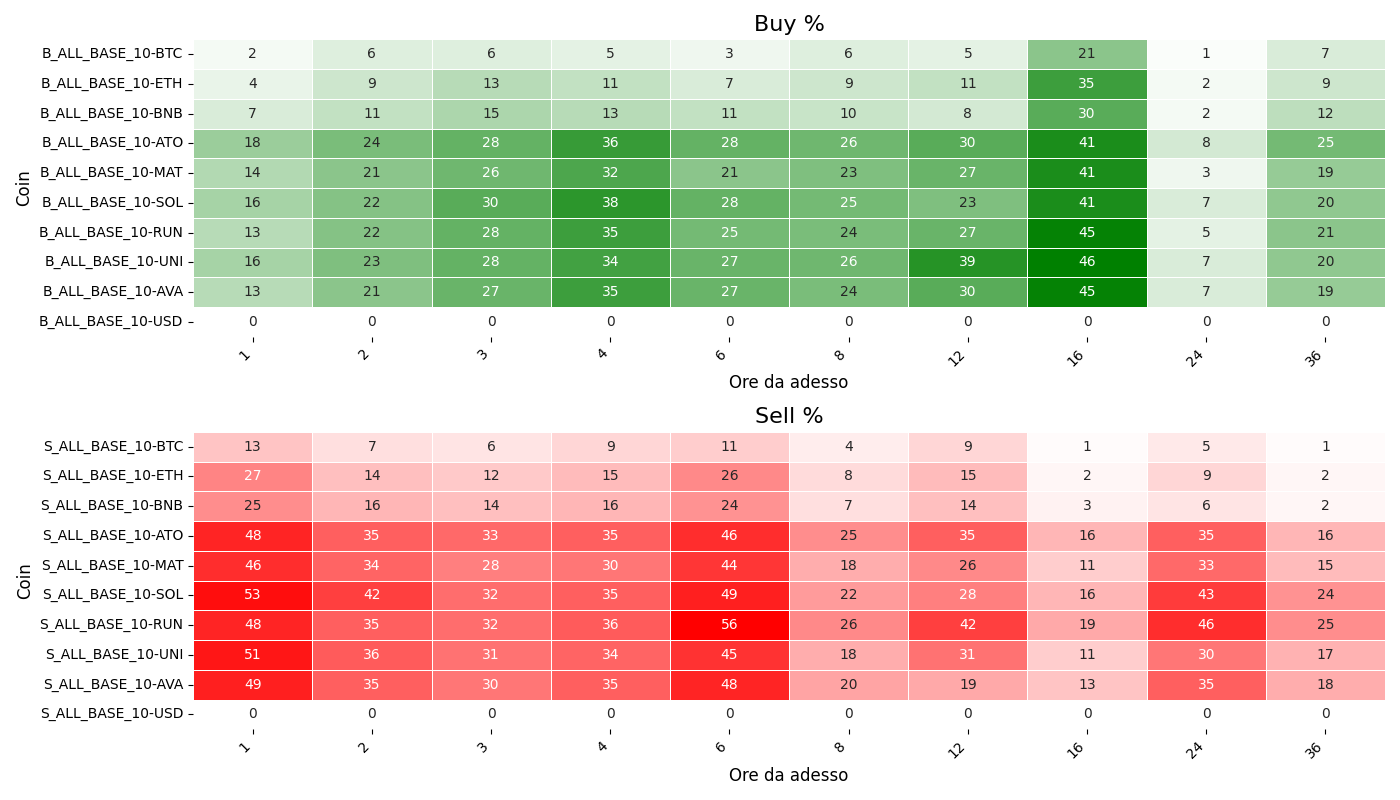 Buy %
Coin
B_ALL_BASE_10-BTC 2 6 6 5 3 6 5 21 1 7
B_ALL_BASE_10-ETH 4 9 13 11 7 9 11 35 2 9
B_ALL_BASE_10-BNB 7 11 15 13 11 10 8 30 2 12
B_ALL_BASE_10-ATO 18 24 28 36 28 26 30 41 8 25
B_ALL_BASE_10-MAT 14 21 26 32 21 23 27 41 3 19
B_ALL_BASE_10-SOL 16 22 30 38 28 25 23 41 7 20
B_ALL_BASE_10-RUN 13 22 28 35 25 24 27 45 5 21
B_ALL_BASE_10-UNI 16 23 28 34 27 26 39 46 7 20
B_ALL_BASE_10-AVA 13 21 27 35 27 24 30 45 7 19
B_ALL_BASE_10-USD 0 0 0 0 0 0 0 0 0 0
1 2 3 4 6 8 12 16 24 36
Ore da adesso
Sell %
Coin
S_ALL_BASE_10-BTC 13 7 6 9 11 4 9 1 5 1
S_ALL_BASE_10-ETH 27 14 12 15 26 8 15 2 9 2
S_ALL_BASE_10-BNB 25 16 14 16 24 7 14 3 6 2
S_ALL_BASE_10-ATO 48 35 33 35 46 25 35 16 35 16
S_ALL_BASE_10-MAT 46 34 28 30 44 18 26 11 33 15
S_ALL_BASE_10-SOL 53 42 32 35 49 22 28 16 43 24
S_ALL_BASE_10-RUN 48 35 32 36 56 26 42 19 46 25
S_ALL_BASE_10-UNI 51 36 31 34 45 18 31 11 30 17
S_ALL_BASE_10-AVA 49 35 30 35 48 20 19 13 35 18
S_ALL_BASE_10-USD 0 0 0 0 0 0 0 0 0 0
1 2 3 4 6 8 12 16 24 36
Ore da adesso